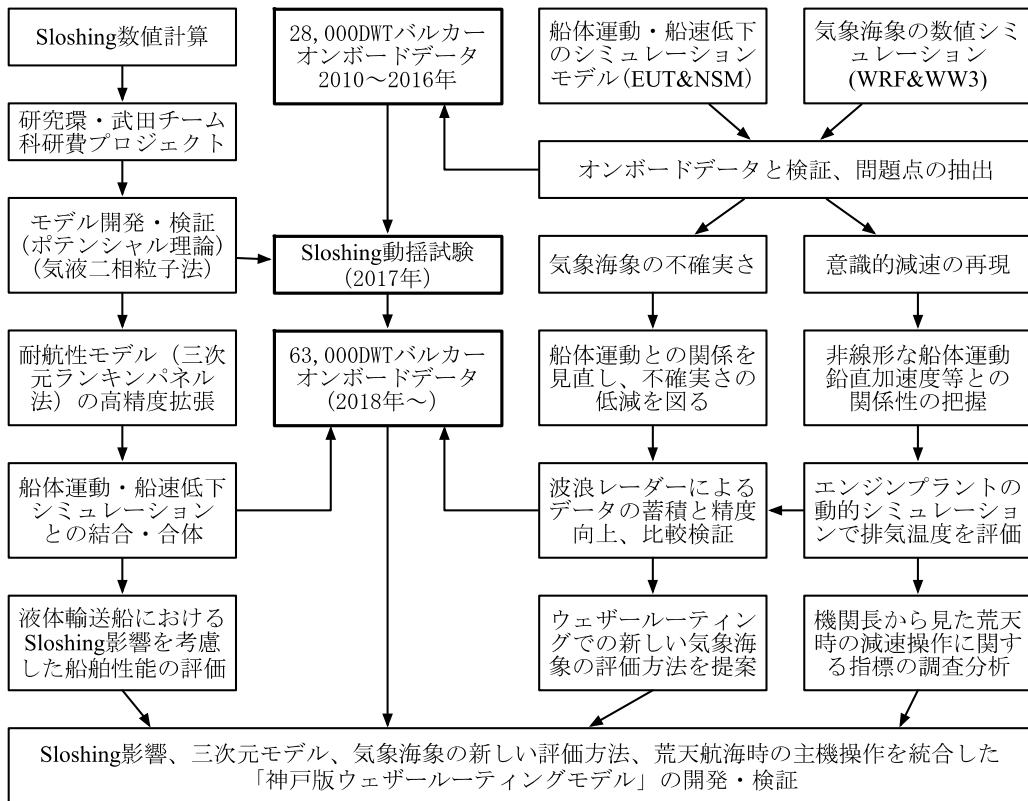 Sloshing数値計算
研究環・武田チーム
科研費プロジェクト
モデル開発・検証
(ポテンシャル理論)
(気液二相粒子法)
耐航性モデル（三次
元ランキンパネル
法）の高精度拡張
船体運動・船速低下
シミュレーション
との結合・合体
液体輸送船における
Sloshing影響を考慮
した船舶性能の評価
28,000DWTバルカー
オンボードデータ
2010～2016年
Sloshing動揺試験
(2017年)
63,000DWTバルカー
オンボードデータ
(2018年～)
船体運動・船速低下
のシミュレーション
モデル(EUT&NSM)
気象海象の数値シミ
ュレーション
(WRF&WW3)
オンボードデータと検証、問題点の抽出
気象海象の不確実さ
船体運動との関係を
見直し、不確実さの
低減を図る
波浪レーダーによる
データの蓄積と精度
向上、比較検証
ウェザールーティン
グでの新しい気象海
象の評価方法を提案
意識的減速の再現
非線形な船体運動
鉛直加速度等との
関係性の把握
エンジンプラントの
動的シミュレーショ
ンで排気温度を評価
機関長から見た荒天
時の減速操作に関す
る指標の調査分析
Sloshing影響、三次元モデル、気象海象の新しい評価方法、荒天航海時の主機操作を統合した
「神戸版ウェザールーティングモデル」の開発・検証